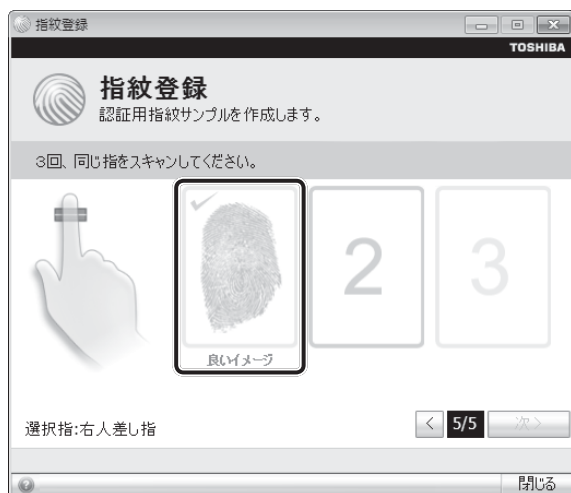 指紋登録
TOSHIBA
指紋登録
認証用指紋サンプルを作成します。
3回、同じ指をスキャンしてください。
2
3
良いイメージ
選択指:右人差し指
< 5/5 次>
閉じる